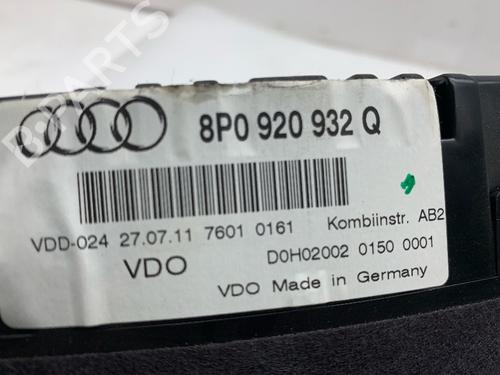 B-PARTS
8P0 920 932 Q
VDD-024 27.07.11 7601 0161
Kombiinstr. AB2
VDO
D0H02002 0150 0001
VDO Made in Germany